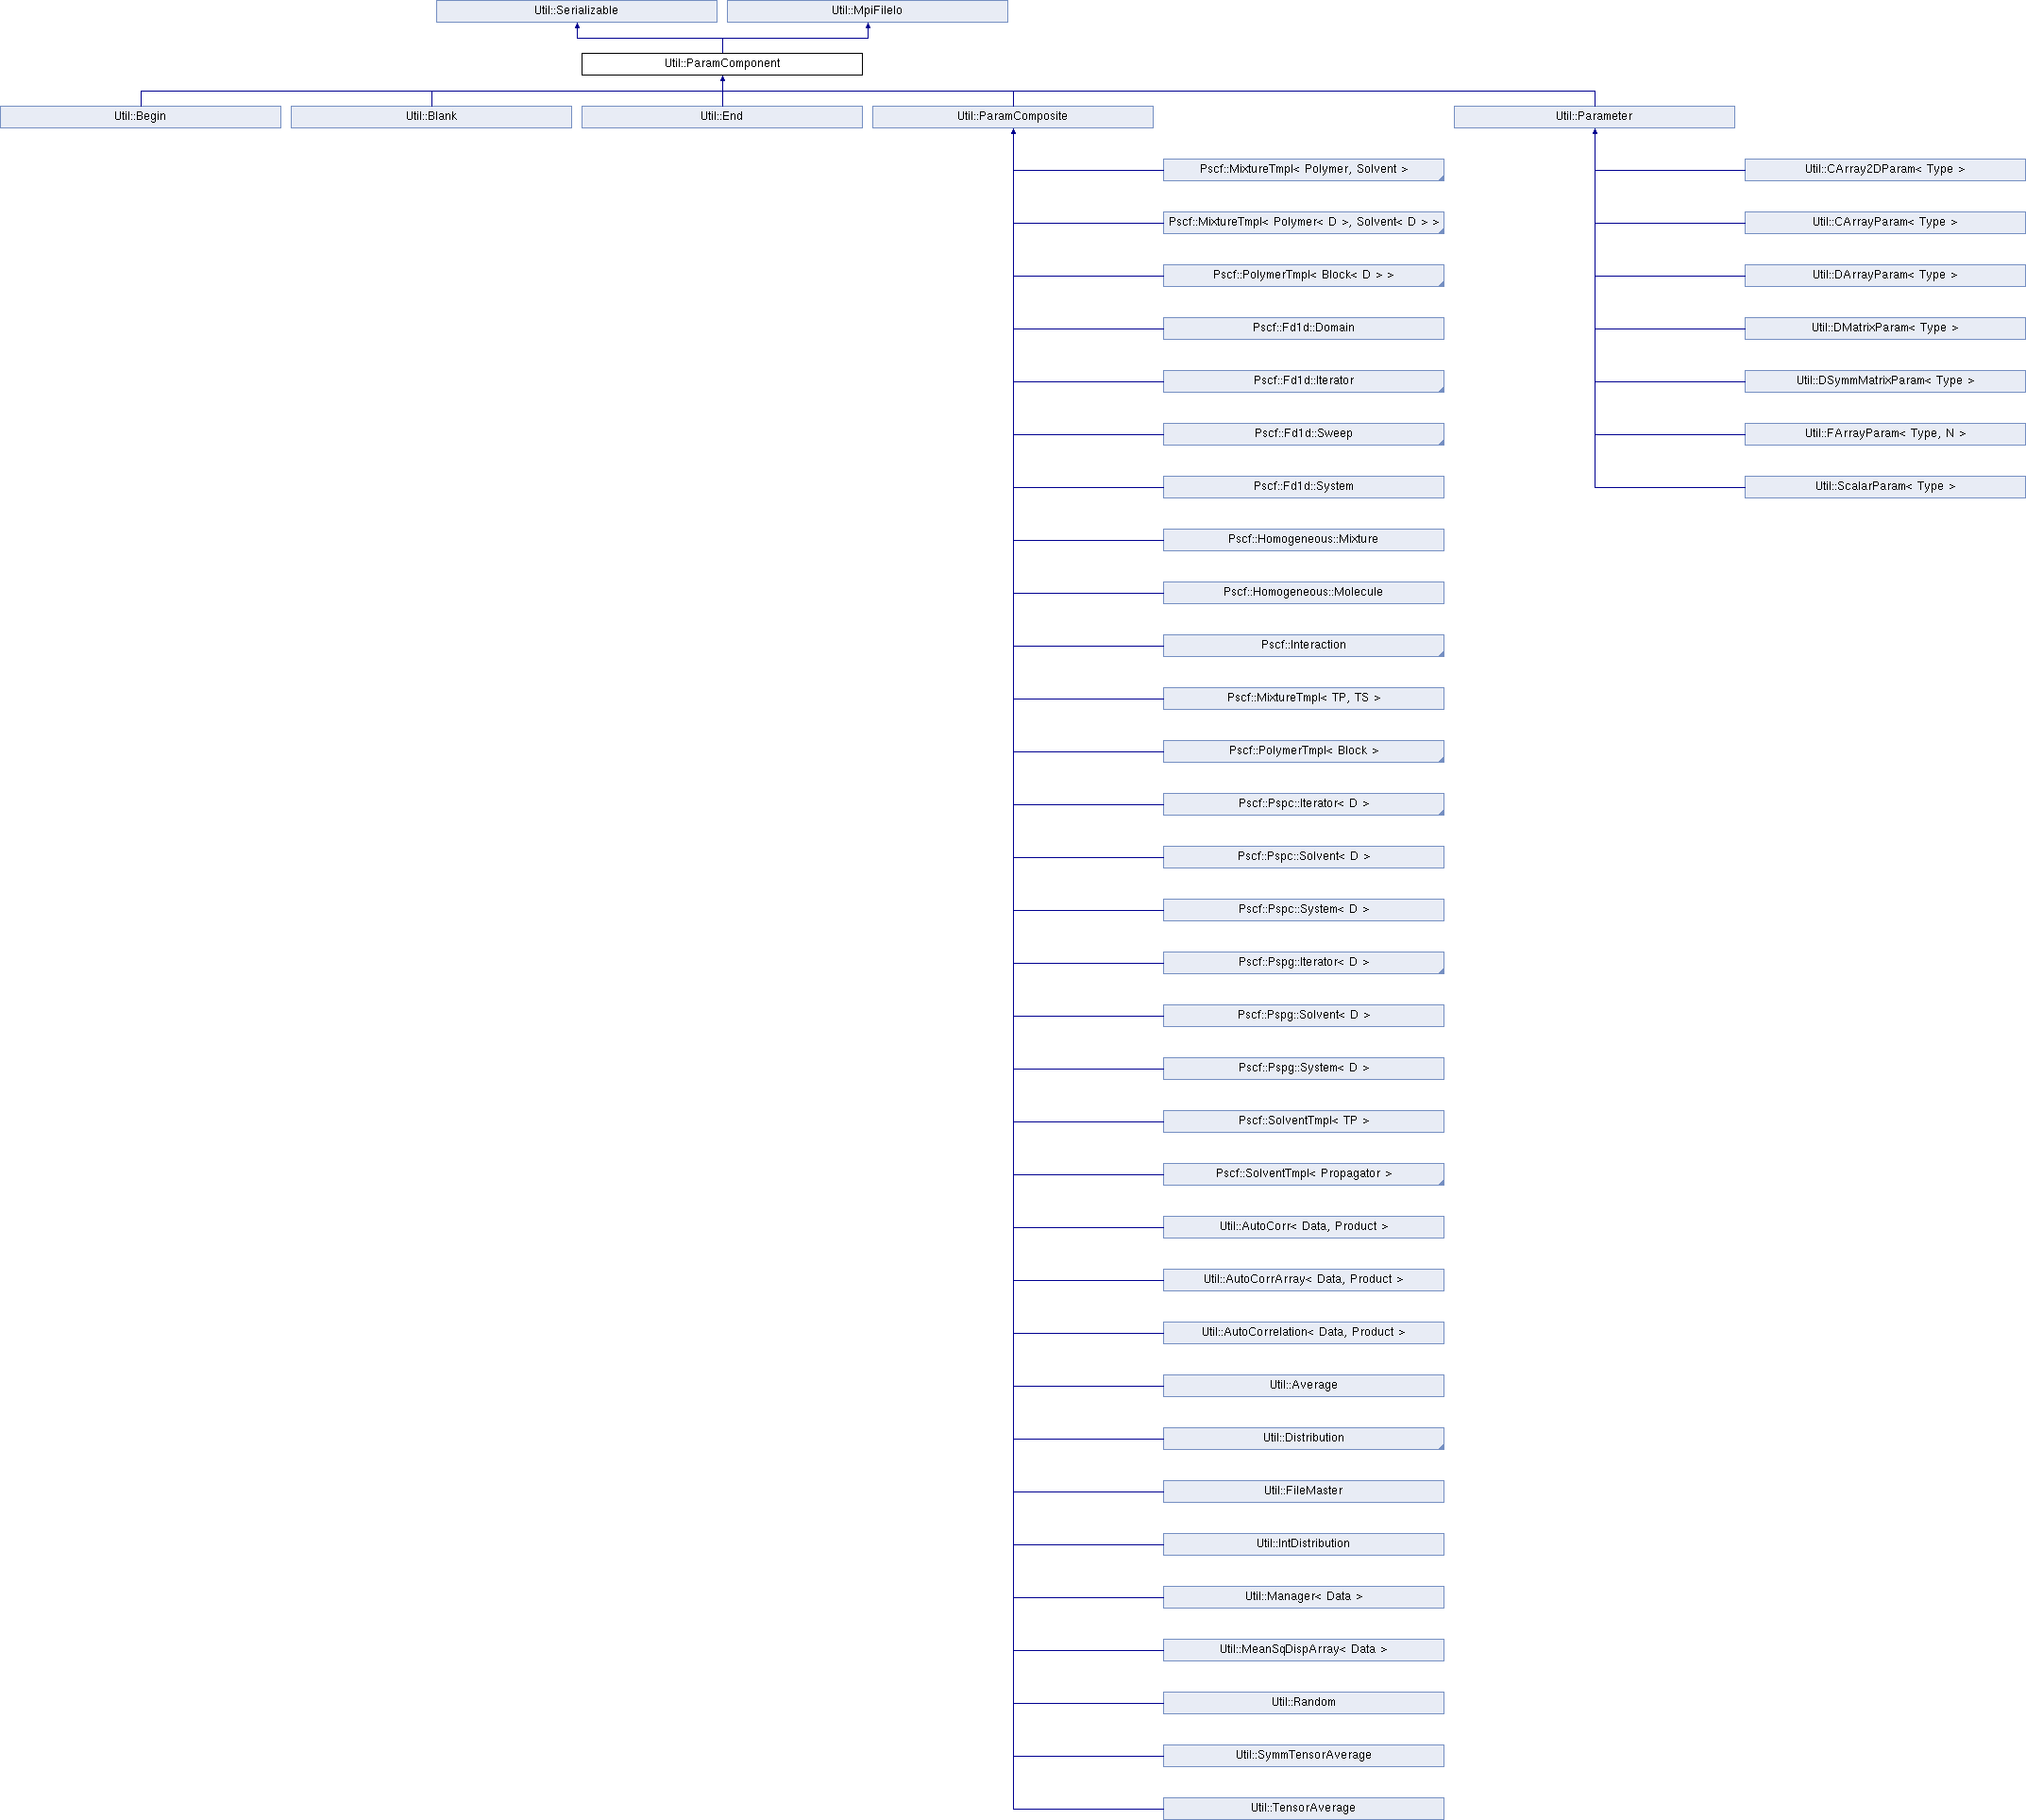 Util::Serializable
Util::MpiFileIo
Util::ParamComponent
Util::Begin
Util::Blank
Util::End
Util::ParamComposite
Util::Parameter
Pscf::MixtureTmpl< Polymer, Solvent >
Pscf::MixtureTmpl< Polymer< D >, Solvent< D > >
Pscf::PolymerTmpl< Block< D > >
Pscf::Fd1d::Domain
Pscf::Fd1d::Iterator
Pscf::Fd1d::Sweep
Pscf::Fd1d::System
Pscf::Homogeneous::Mixture
Pscf::Homogeneous::Molecule
Pscf::Interaction
Pscf::MixtureTmpl< TP, TS >
Pscf::PolymerTmpl< Block >
Pscf::Pspc::Iterator< D >
Pscf::Pspc::Solvent< D >
Pscf::Pspc::System< D >
Pscf::Pspg::Iterator< D >
Pscf::Pspg::Solvent< D >
Pscf::Pspg::System< D >
Pscf::SolventTmpl< TP >
Pscf::SolventTmpl< Propagator >
Util::AutoCorr< Data, Product >
Util::AutoCorrArray< Data, Product >
Util::AutoCorrelation< Data, Product >
Util::Average
Util::Distribution
Util::FileMaster
Util::IntDistribution
Util::Manager< Data >
Util::MeanSqDispArray< Data >
Util::Random
Util::SymmTensorAverage
Util::TensorAverage
Util::CArray2DParam< Type >
Util::CArrayParam< Type >
Util::DArrayParam< Type >
Util::DMatrixParam< Type >
Util::DSymmMatrixParam< Type >
Util::FArrayParam< Type, N >
Util::ScalarParam< Type >